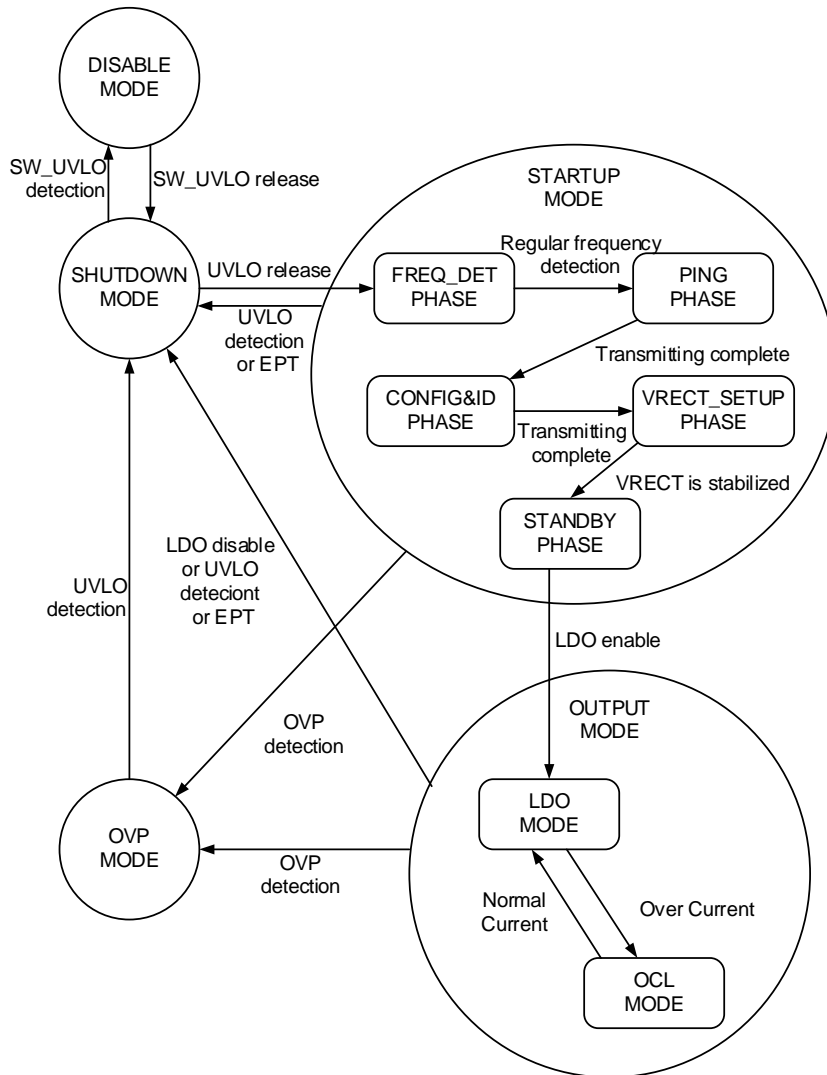 DISABLE
MODE
SW_UVLO
detection
SW_UVLO release
STARTUP
MODE
SHUTDOWN
MODE
UVLO release
UVLO
detection
or EPT
FREQ_DET
PHASE
Regular frequency
detection
PING
PHASE
Transmitting complete
CONFIG&ID
PHASE
Transmitting
complete
VRECT_SETUP
PHASE
VRECT is stabilized
STANDBY
PHASE
LDO disable
or UVLO
deteciont
or EPT
UVLO
detection
LDO enable
OVP
detection
OUTPUT
MODE
LDO
MODE
OVP
MODE
OVP
detection
Normal
Current
Over Current
OCL
MODE